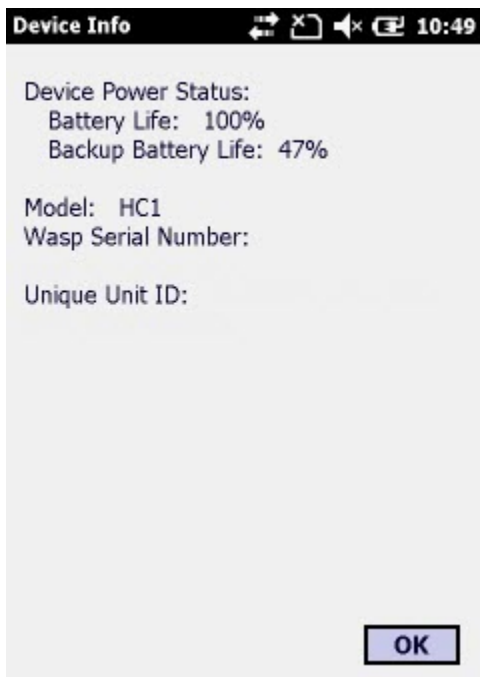 Device Info 10:49
Device Power Status:
Battery Life: 100%
Backup Battery Life: 47%
Model: HC1
Wasp Serial Number:
Unique Unit ID:
OK